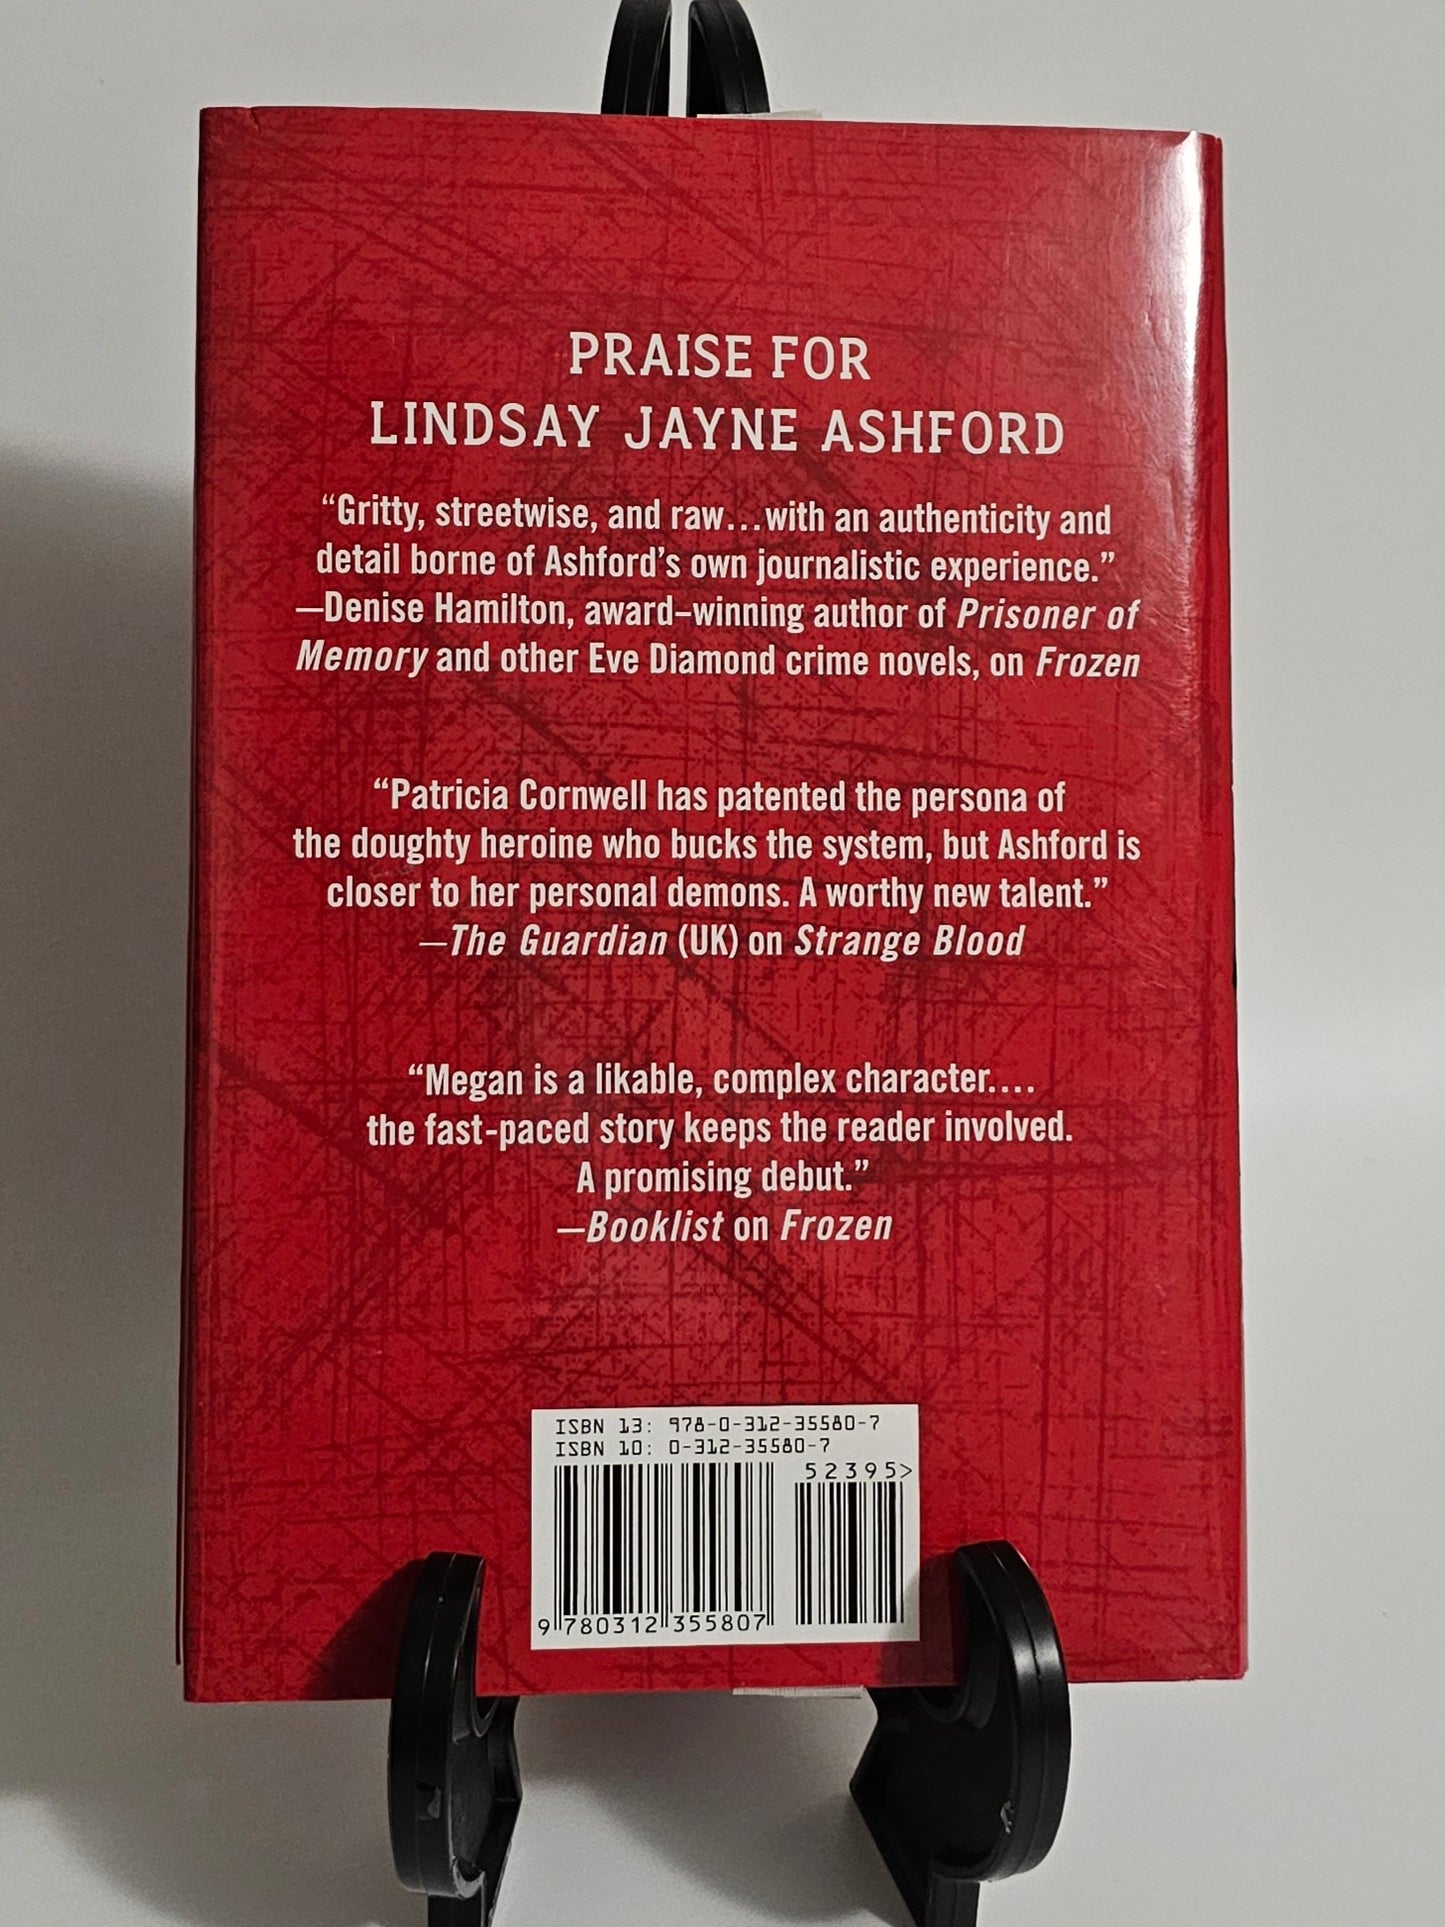 PRAISE FOR
LINDSAY JAYNE ASHFORD
“Gritty, streetwise, and raw...with an authenticity and
detail borne of Ashford’s own journalistic experience.”
—Denise Hamilton, award–winning author of Prisoner of
Memory and other Eve Diamond crime novels, on Frozen
“Patricia Cornwell has patented the persona of
the doughty heroine who bucks the system, but Ashford is
closer to her personal demons. A worthy new talent.”
—The Guardian (UK) on Strange Blood
“Megan is a likable, complex character....
the fast-paced story keeps the reader involved.
A promising debut.”
—Booklist on Frozen
ISBN 13: 978-0-312-35580-7
ISBN 10: 0-312-35580-7
52395>
9 780312 355807